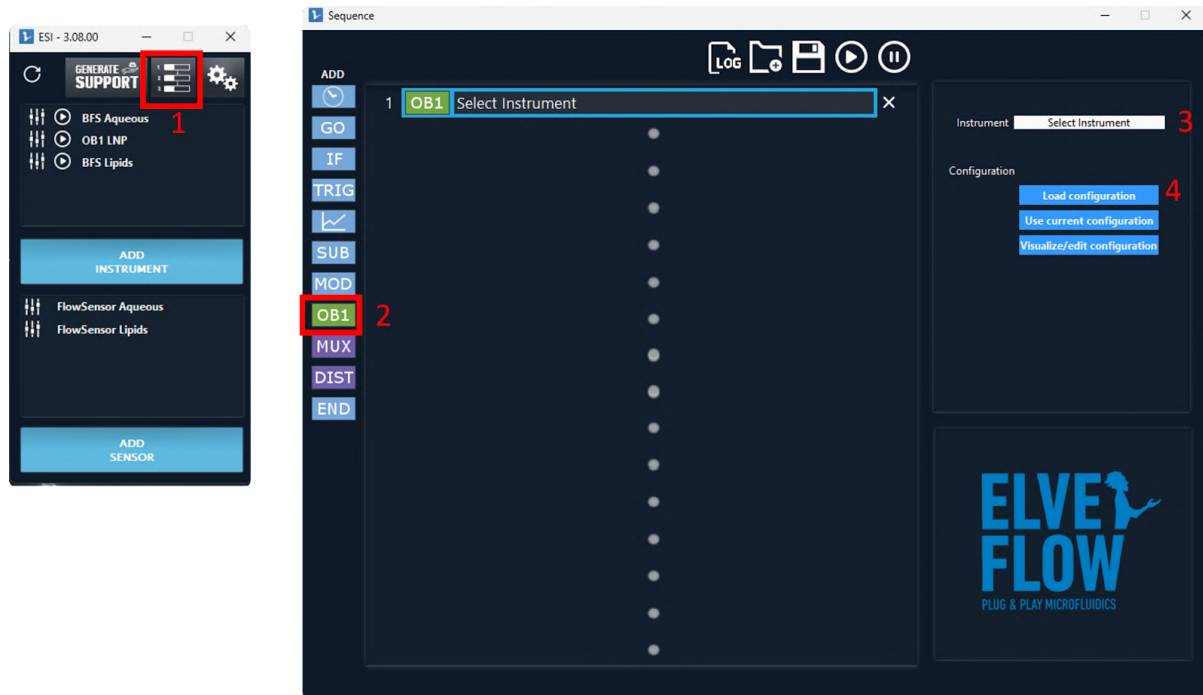 ESI - 3.08.00
GENERATE
SUPPORT
1
2
3
1
BFS Aqueous
OB1 LNP
BFS Lipids
ADD
INSTRUMENT
FlowSensor Aqueous
FlowSensor Lipids
ADD
SENSOR
Sequence
LOG
ADD
GO
IF
TRIG
SUB
MOD
OB1
2
MUX
DIST
END
1 OB1 Select Instrument
Instrument Select Instrument 3
Configuration
Load configuration 4
Use current configuration
Visualize/edit configuration
ELVE
FLOW
PLUG & PLAY MICROFLUIDICS